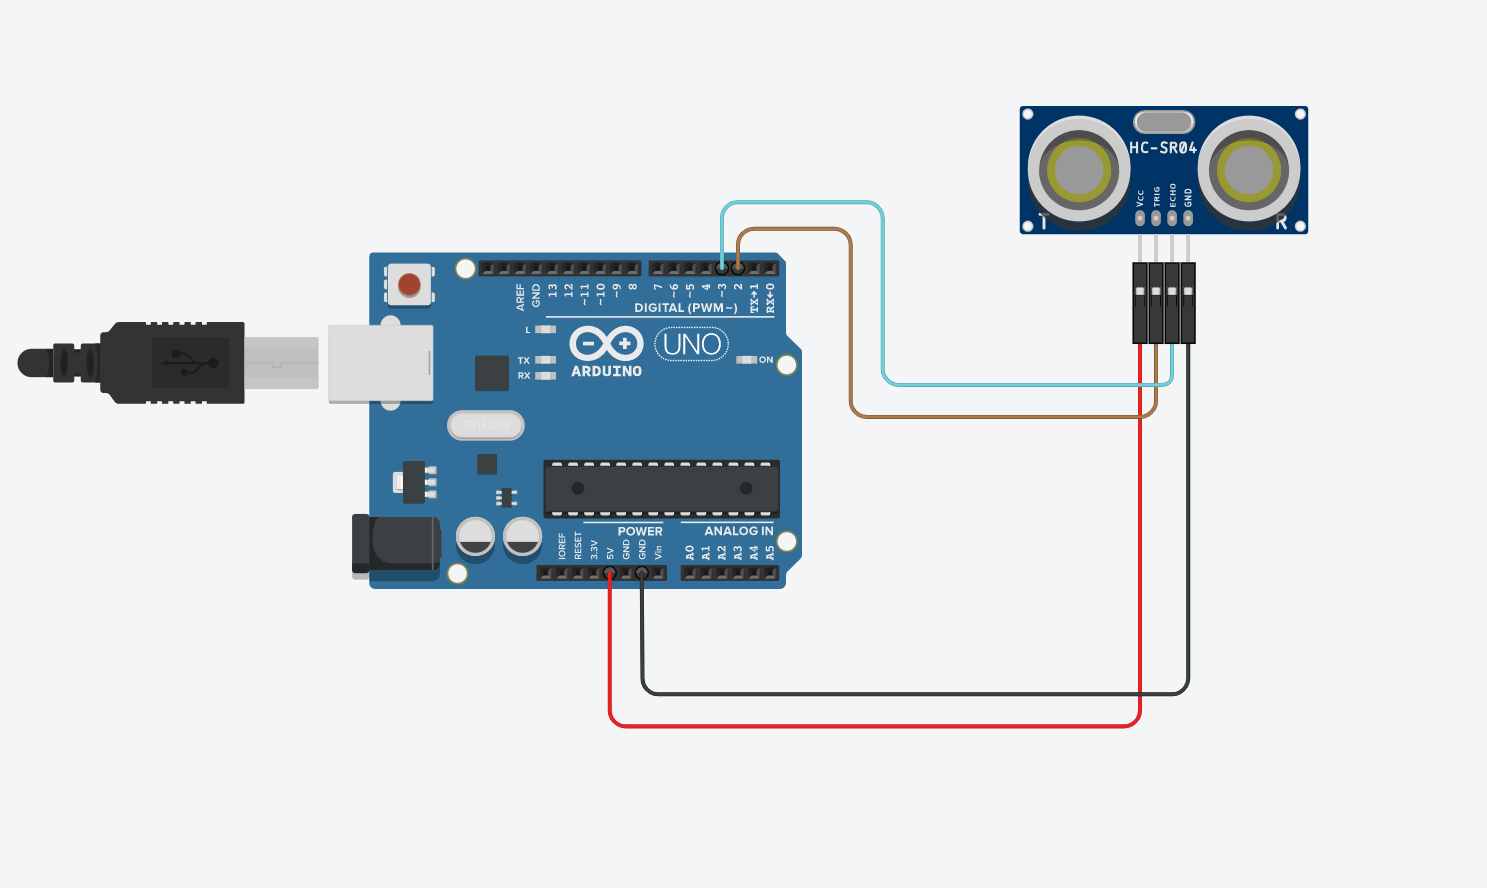 HC-SR04
VCC
TRIG
ECHO
GND
T
R
AREF
GND
13
12
~11
~10
~9
8
7
~6
~5
4
~3
2
TX→1
RX←0
DIGITAL (PWM~)
L
TX
RX
ARDUINO
UNO
ON
POWER
ANALOG IN
IOREF
RESET
3.3V
5V
GND
GND
Vin
A0
A1
A2
A3
A4
A5